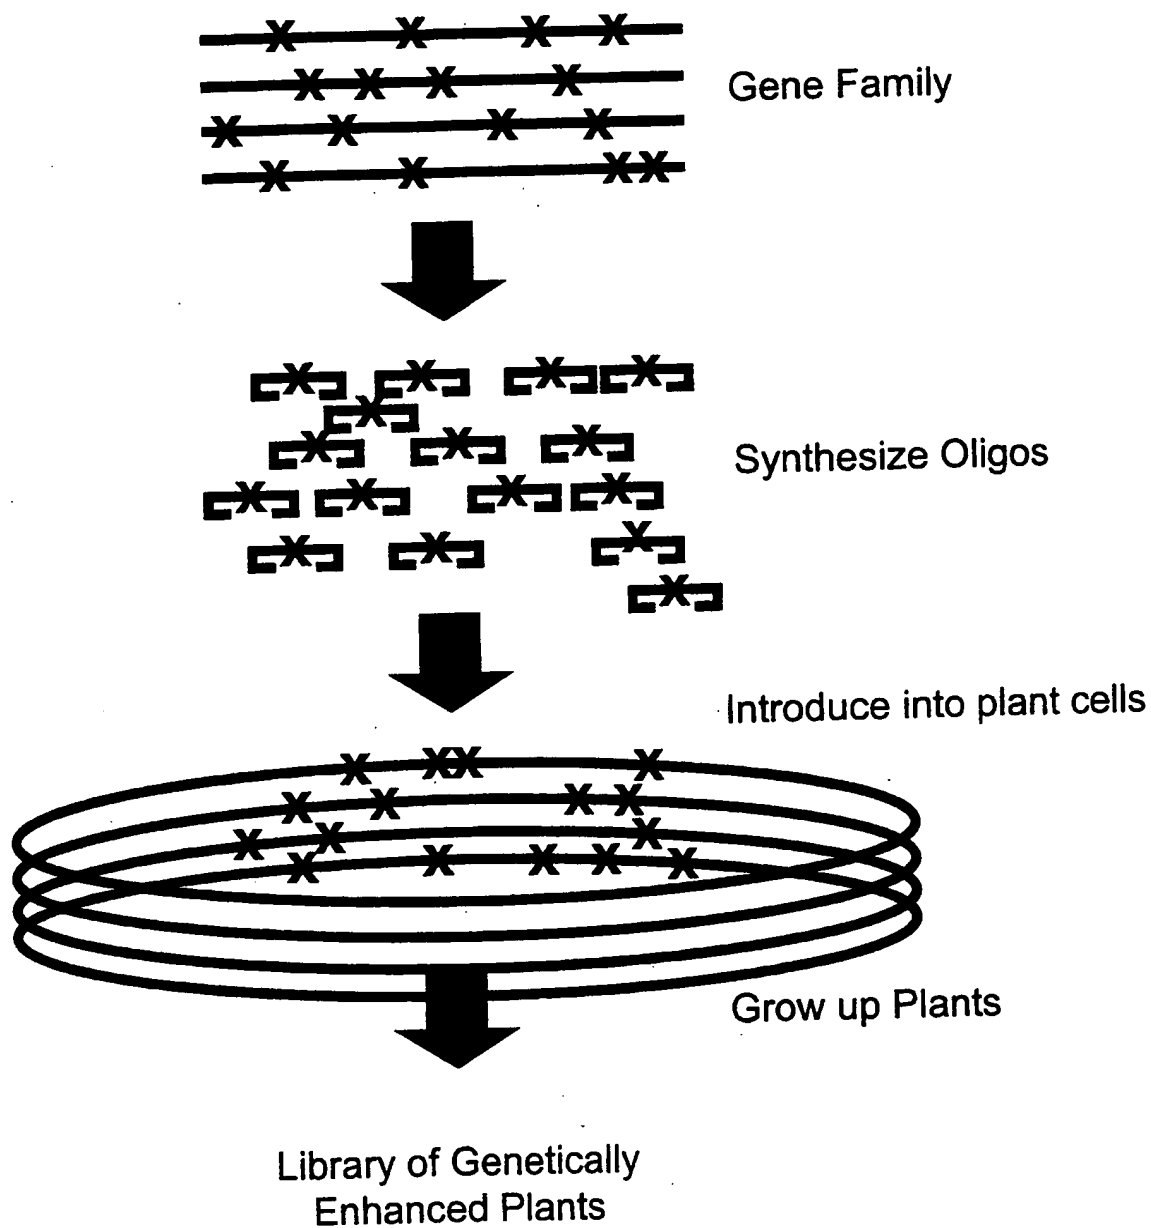 Gene Family
Synthesize Oligos
Introduce into plant cells
Grow up Plants
Library of Genetically
Enhanced Plants